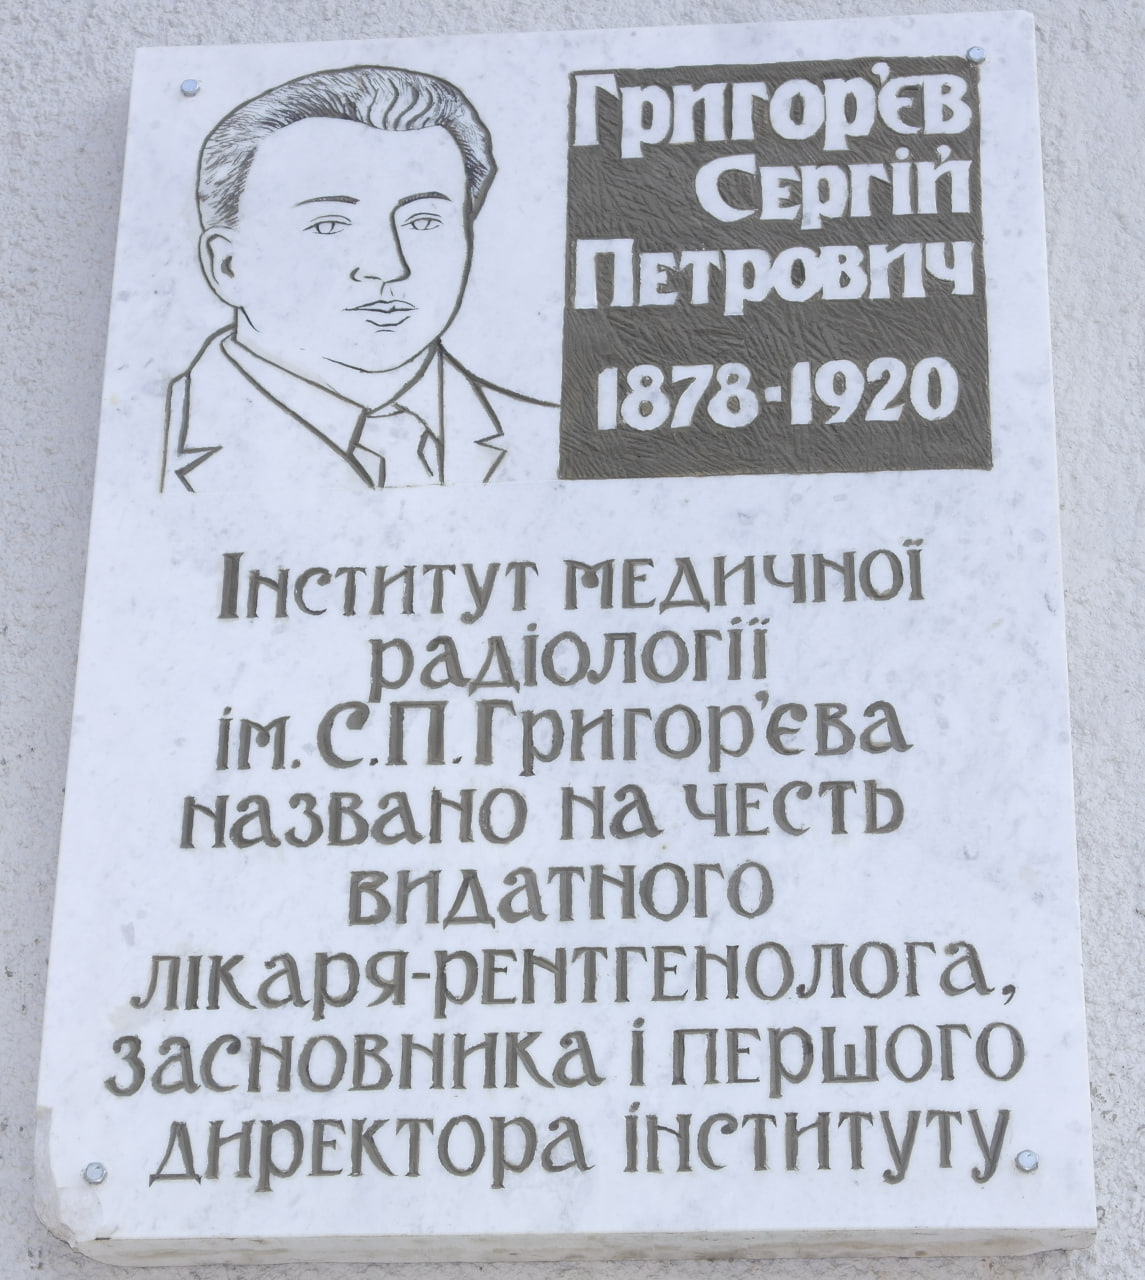 Григор'єв
Сергій
Петрович
1878-1920
Інститут медичної
радіології
ім. С.П. Григор'єва
названо на честь
видатного
лікаря-рентгенолога,
засновника і першого
директора інституту.